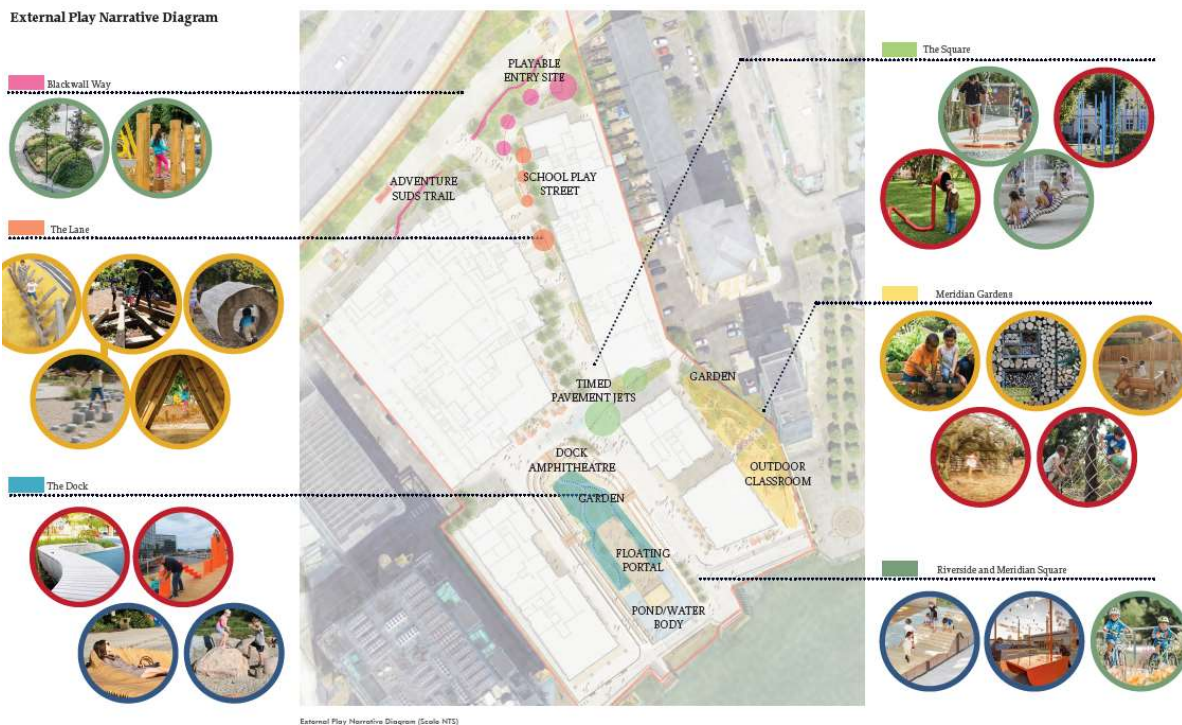 External Play Narrative Diagram
Blackwall Way
The Lane
The Dock
PLAYABLE
ENTRY SITE
ADVENTURE
SUDS TRAIL
SCHOOL PLAY
STREET
TIMED
PAVEMENT JETS
GARDEN
DOCK
AMPHITHEATRE
OUTDOOR
CLASSROOM
GARDEN
FLOATING
PORTAL
POND/WATER
BODY
The Square
Meridian Gardens
Riverside and Meridian Square
External Play Narrative Diagram (Scale NTS)